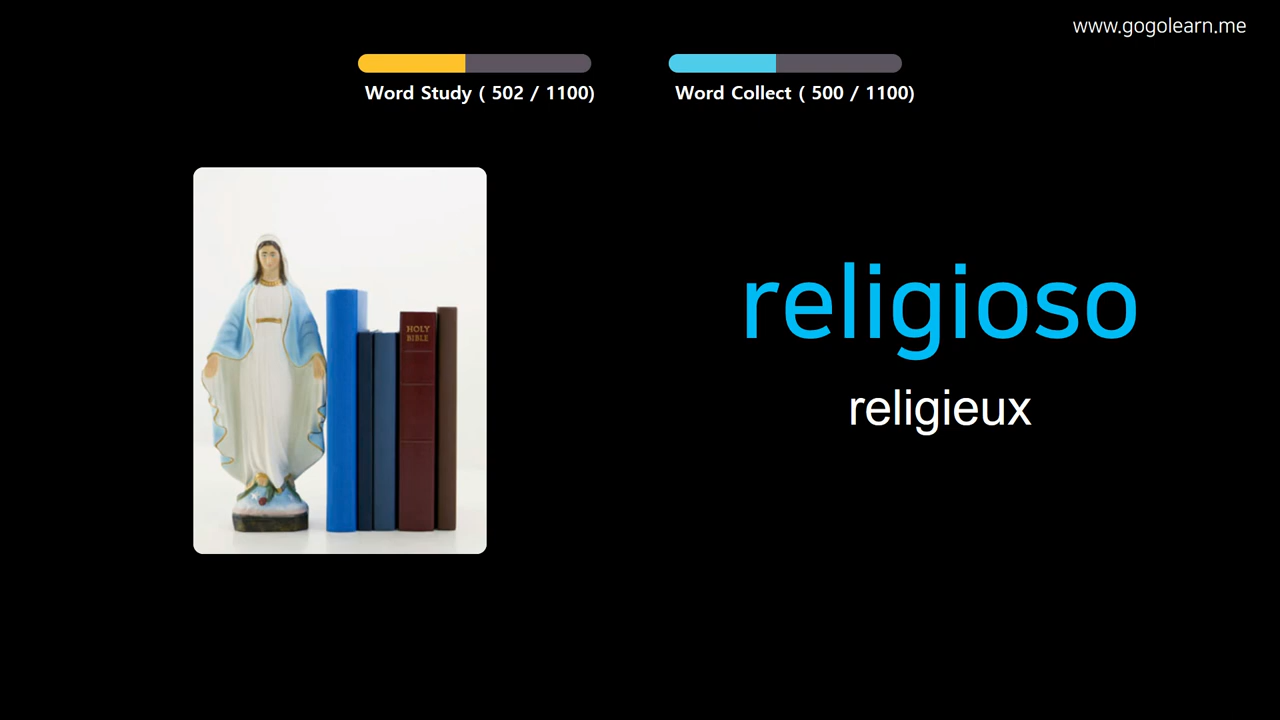 www.gogolearn.me
Word Study ( 502 / 1100)
Word Collect ( 500 / 1100)
HOLY
BIBLE
religioso
religieux